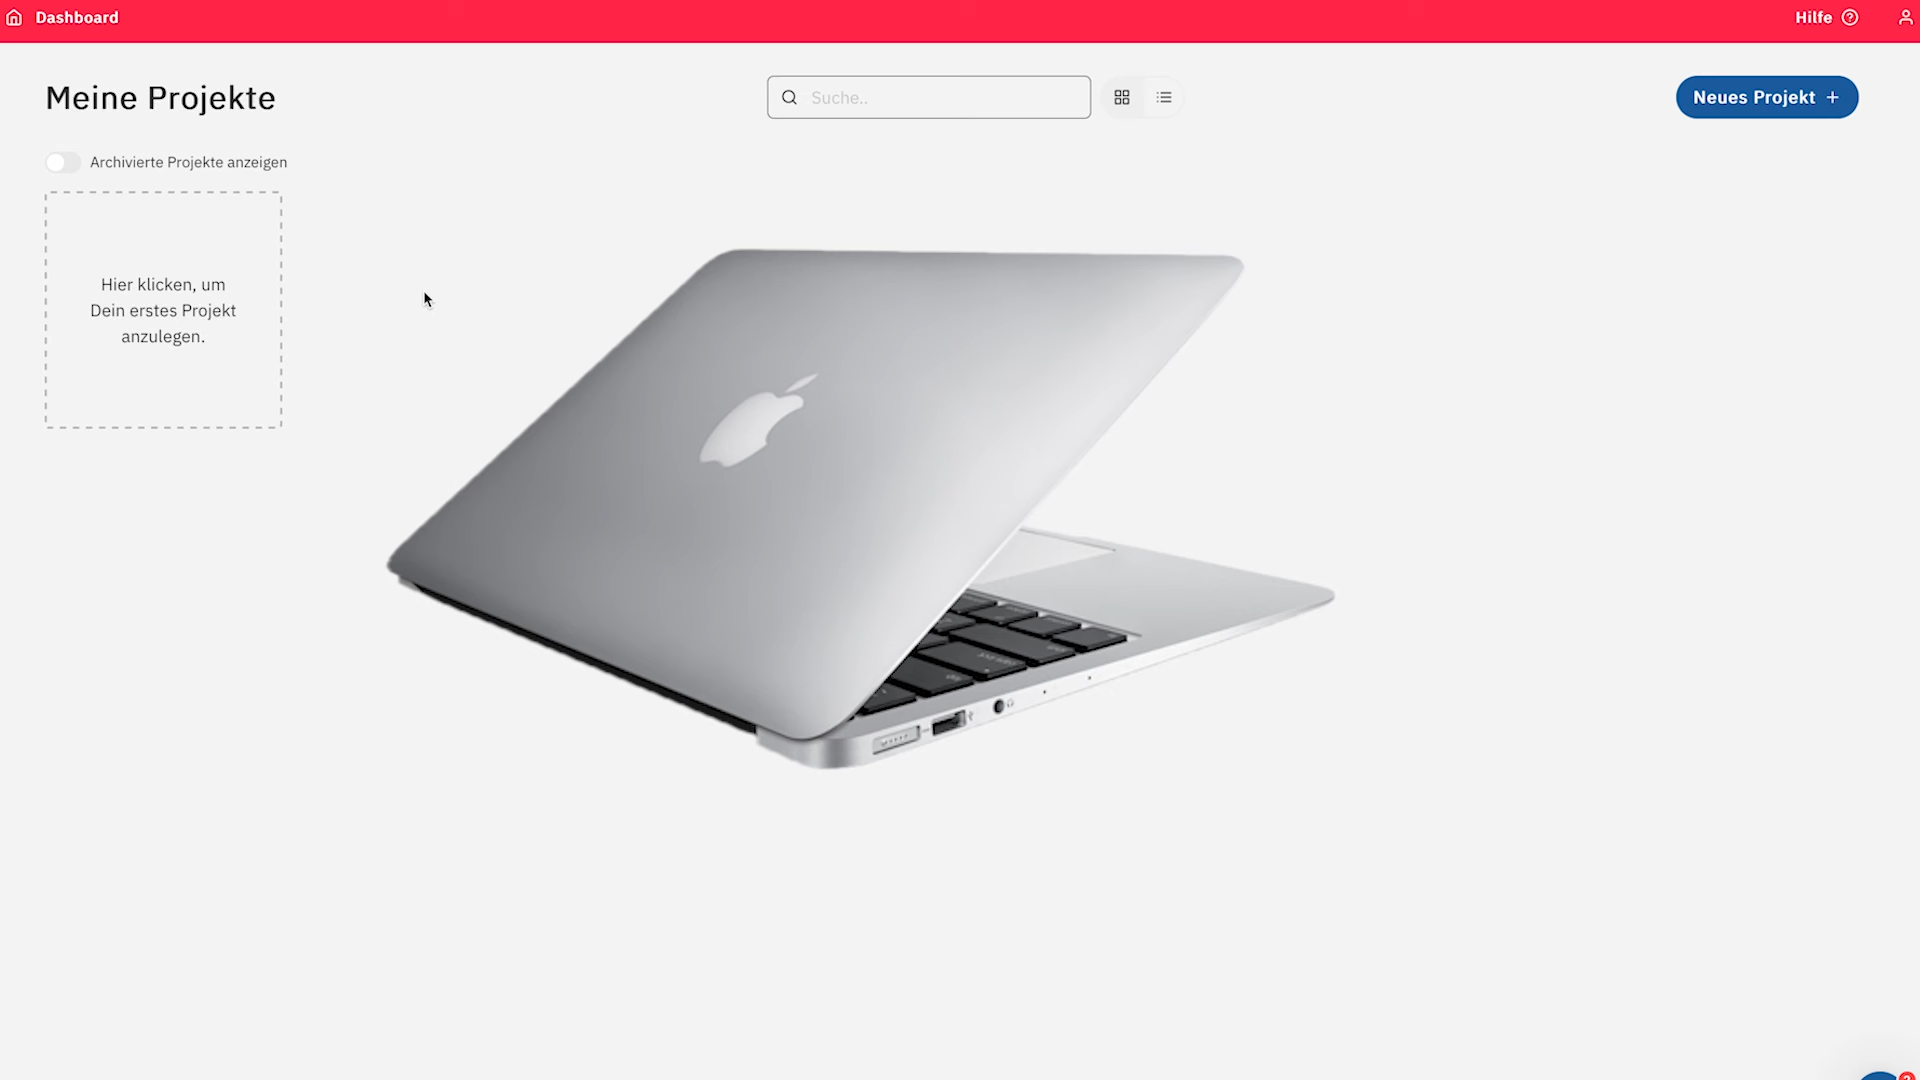 Dashboard
Hilfe
Meine Projekte
Suche..
Neues Projekt +
Archivierte Projekte anzeigen
Hier klicken, um
Dein erstes Projekt
anzulegen.